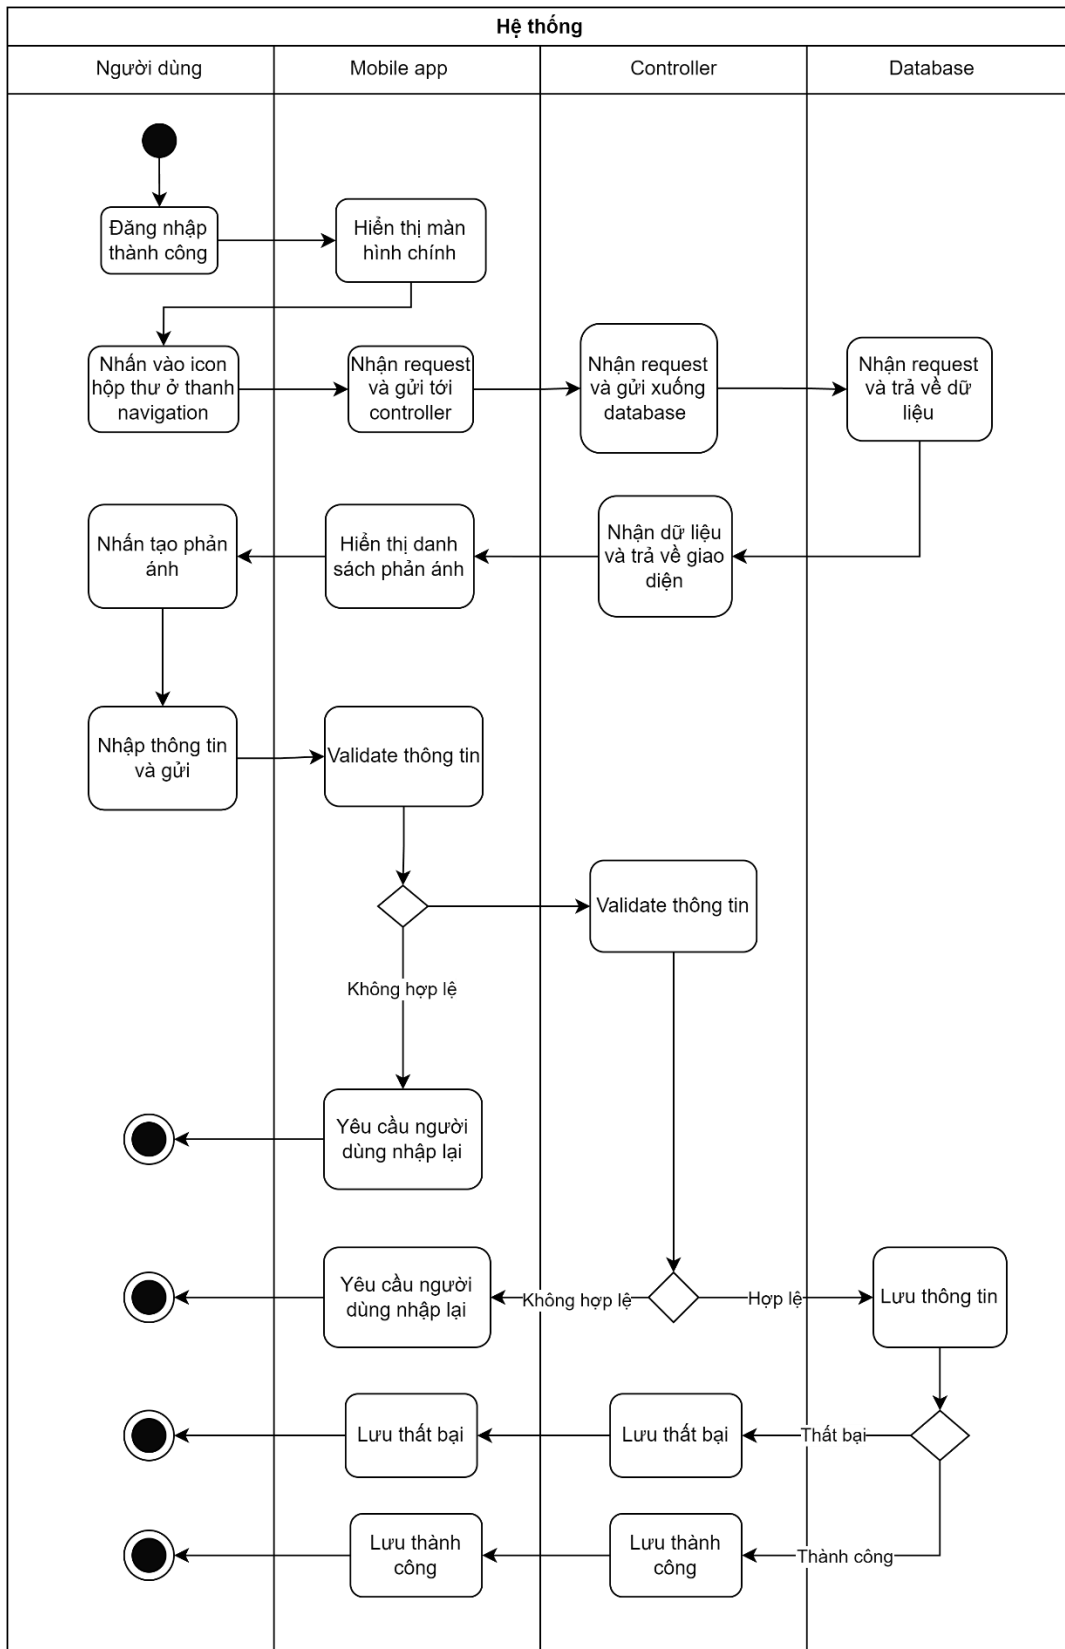 Hệ thống
Người dùng
Mobile app
Controller
Database
Đăng nhập
thành công
Hiển thị màn
hình chính
Nhấn vào icon
hộp thư ở thanh
navigation
Nhận request
và gửi tới
controller
Nhận request
và gửi xuống
database
Nhận request
và trả về dữ
liệu
Nhấn tạo phản
ánh
Hiển thị danh
sách phản ánh
Nhận dữ liệu
và trả về giao
diện
Nhập thông tin
và gửi
Validate thông tin
Validate thông tin
Không hợp lệ
Yêu cầu người
dùng nhập lại
Yêu cầu người
dùng nhập lại
Không hợp lệ
Hợp lệ
Lưu thông tin
Lưu thất bại
Lưu thất bại
Thất bại
Lưu thành
công
Lưu thành
công
Thành công